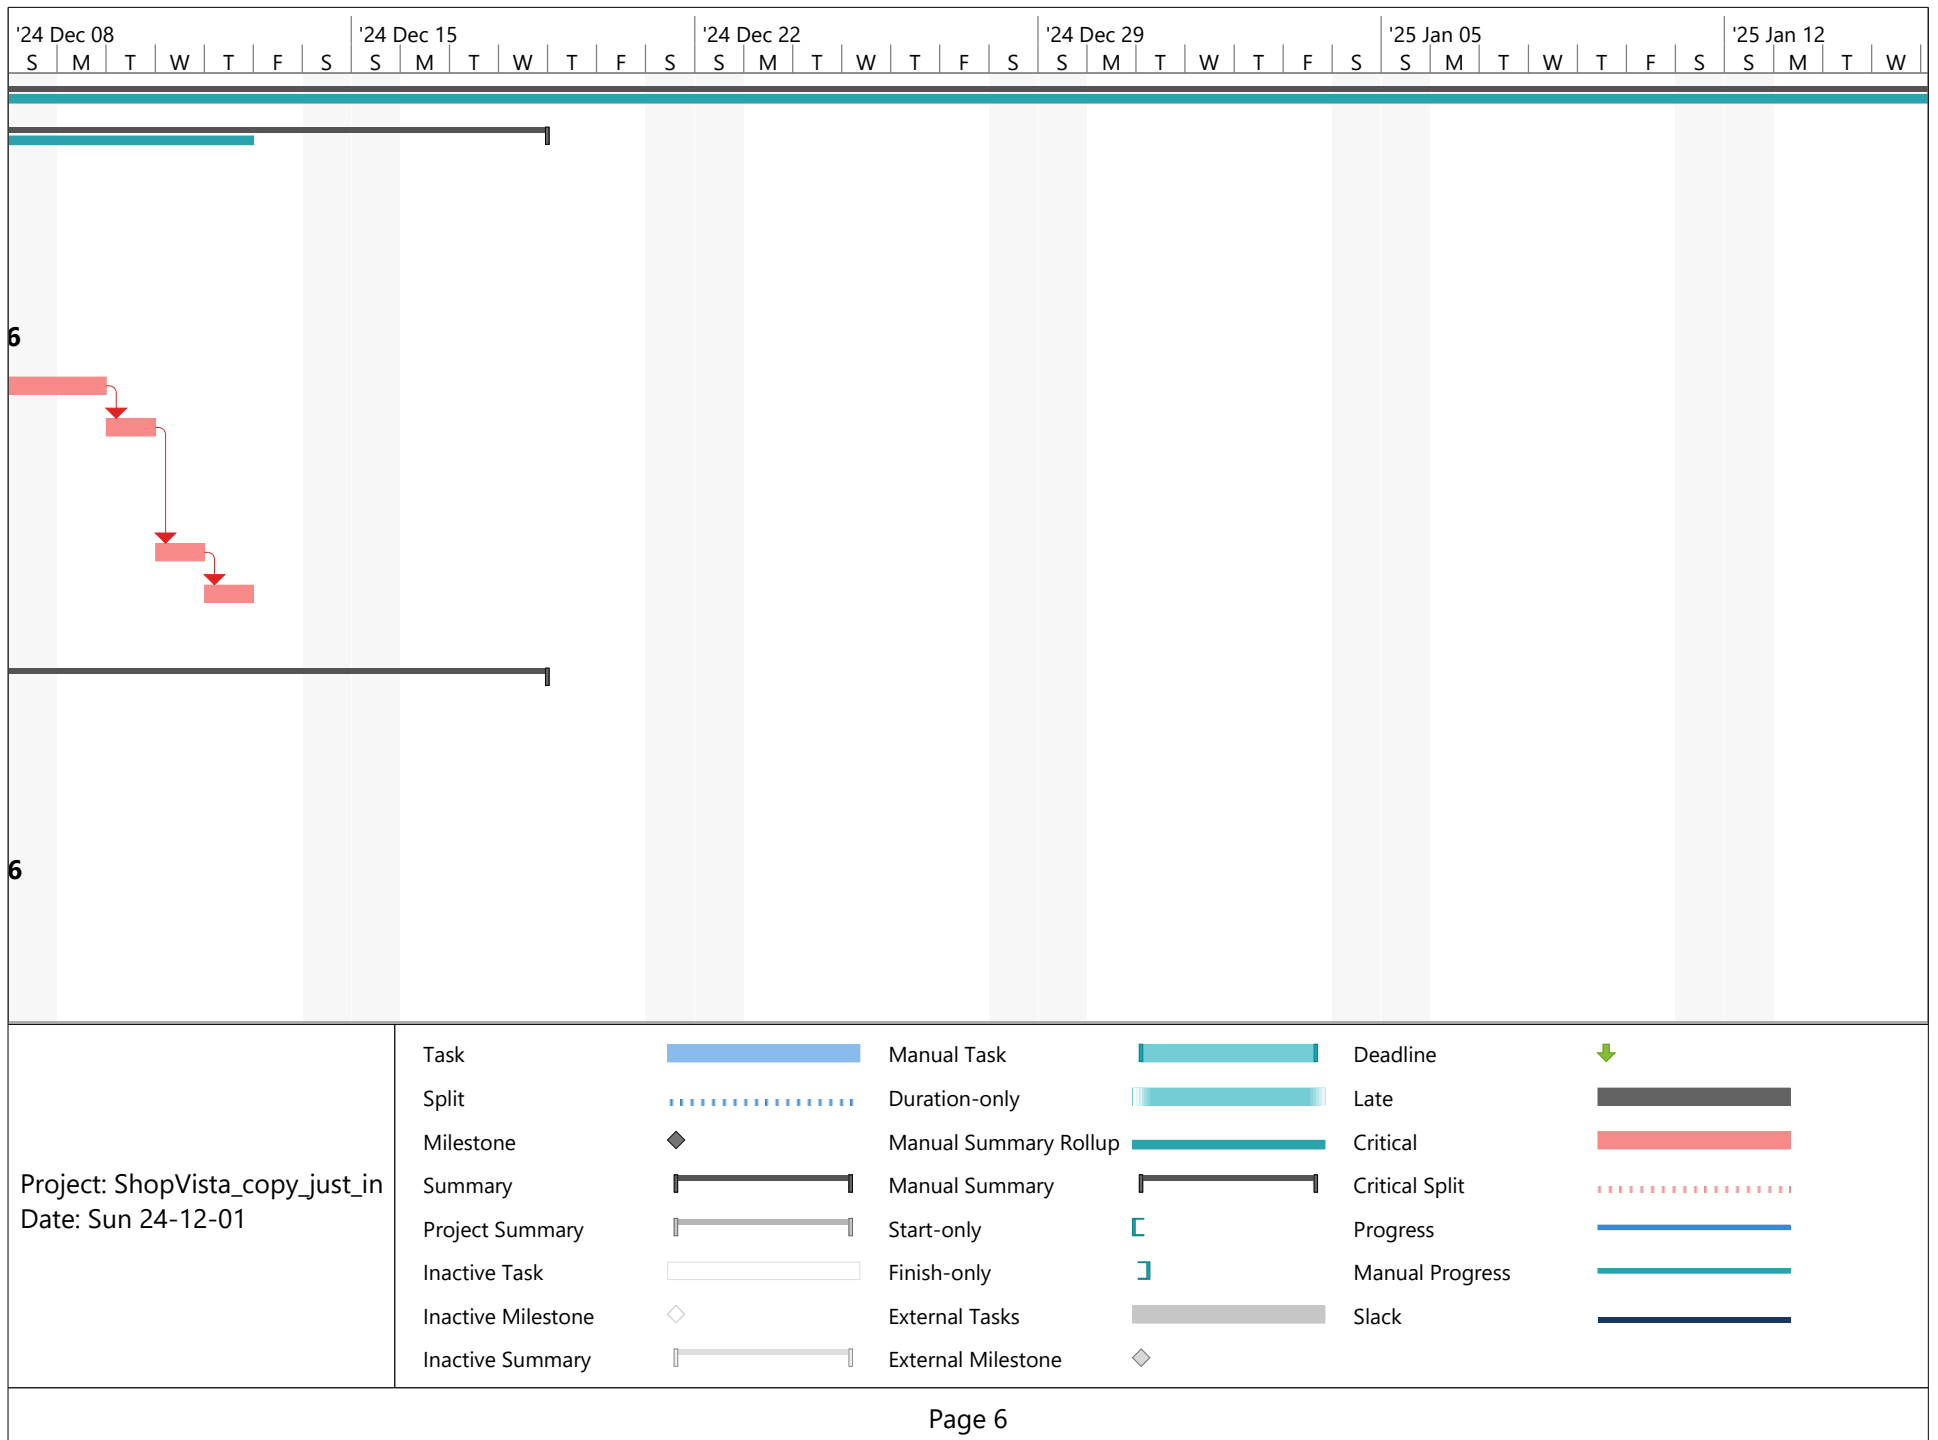 '24 Dec 08 '24 Dec 15 '24 Dec 22 '24 Dec 29 '25 Jan 05 '25 Jan 12
S M T W T F S S M T W T F S S M T W T F S S M T W T F S S M T W T F S S M T W
6
6
Project: ShopVista_copy_just_in
Date: Sun 24-12-01
Task
Split
Milestone
Summary
Project Summary
Inactive Task
Inactive Milestone
Inactive Summary
Manual Task
Duration-only
Manual Summary Rollup
Manual Summary
Start-only
Finish-only
External Tasks
External Milestone
Deadline
Late
Critical
Critical Split
Progress
Manual Progress
Slack
Page 6